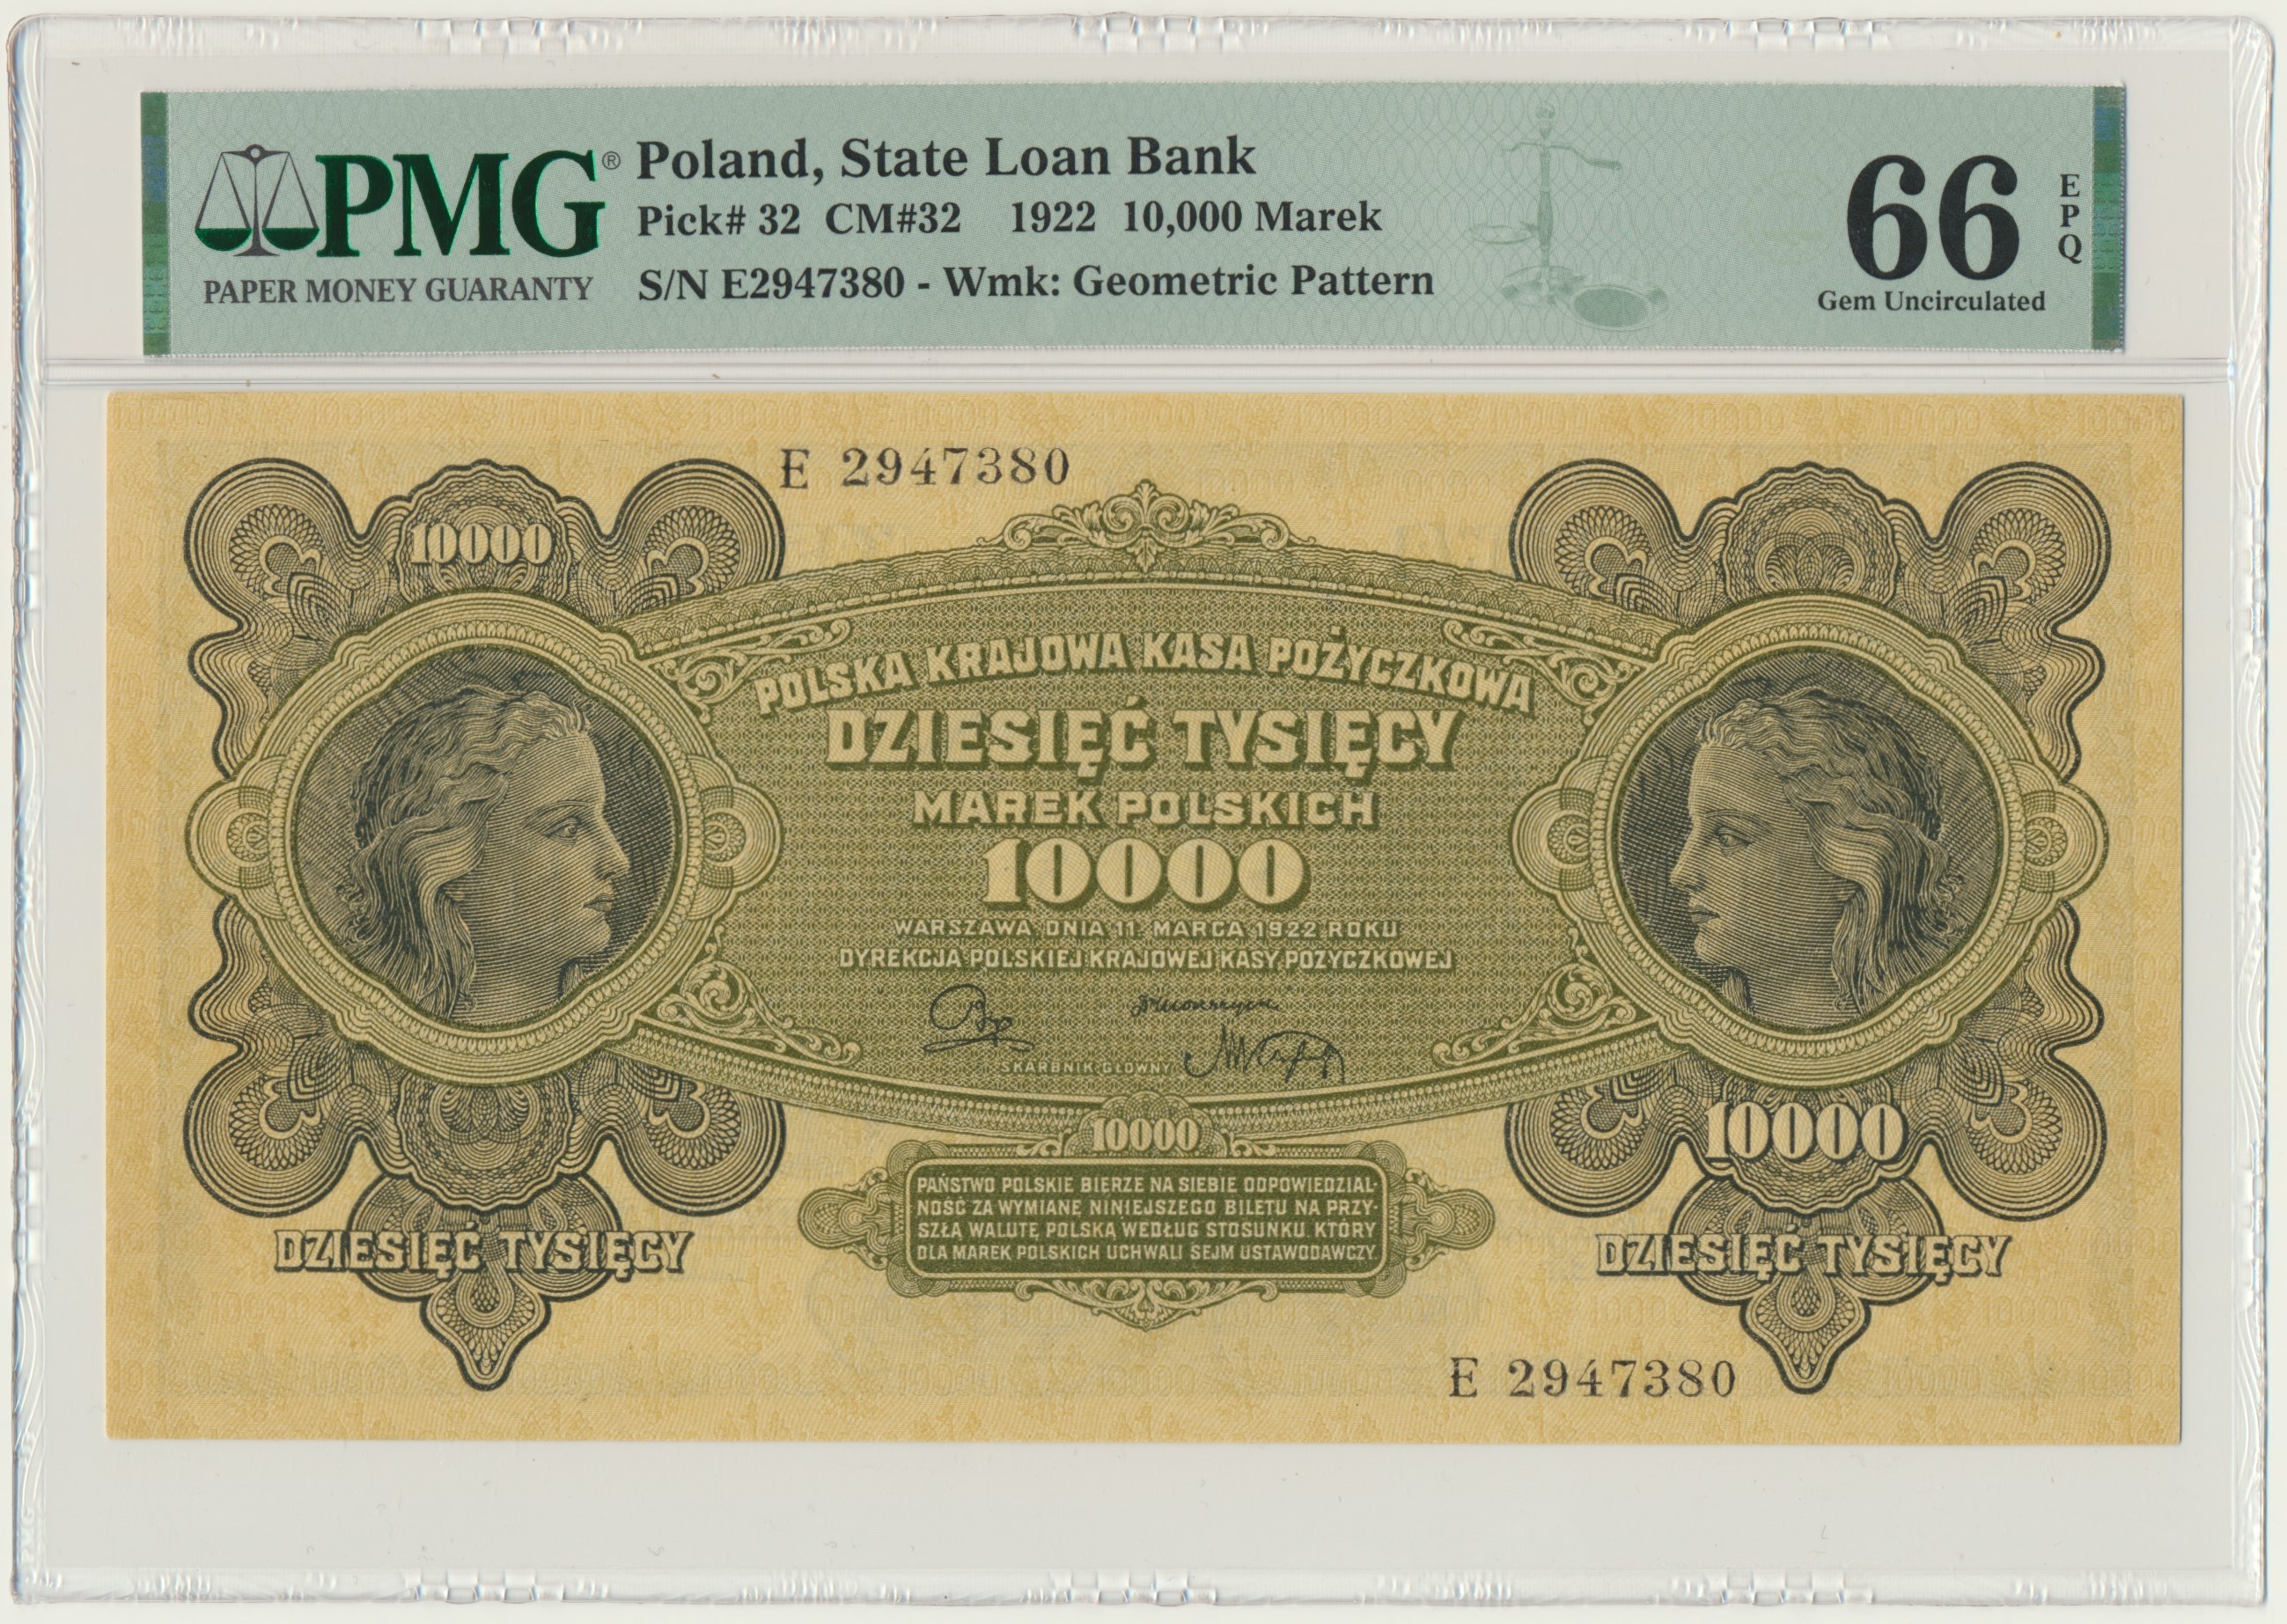 PMG®
PAPER MONEY GUARANTY
Poland, State Loan Bank
Pick# 32 CM#32 1922 10,000 Marek
S/N E2947380 - Wmk: Geometric Pattern
66
EPQ
Gem Uncirculated
E 2947380
10000
POLSKA KRAJOWA KASA POŻYCZKOWA
DZIESIĘĆ TYSIĘCY
MAREK POLSKICH
10000
WARSZAWA DNIA 11. MARCA 1922 ROKU
DYREKCJA POLSKIEJ KRAJOWEJ KASY POŻYCZKOWEJ
SKARBNIK GŁÓWNY
10000
10000
PAŃSTWO POLSKIE BIERZE NA SIEBIE ODPOWIEDZIAL-
NOŚĆ ZA WYMIANĘ NINIEJSZEGO BILETU NA PRZY-
SZŁĄ WALUTĘ POLSKĄ WEDŁUG STOSUNKU, KTÓRY
DLA MAREK POLSKICH UCHWALI SEJM USTAWODAWCZY.
DZIESIĘĆ TYSIĘCY
DZIESIĘĆ TYSIĘCY
E 2947380